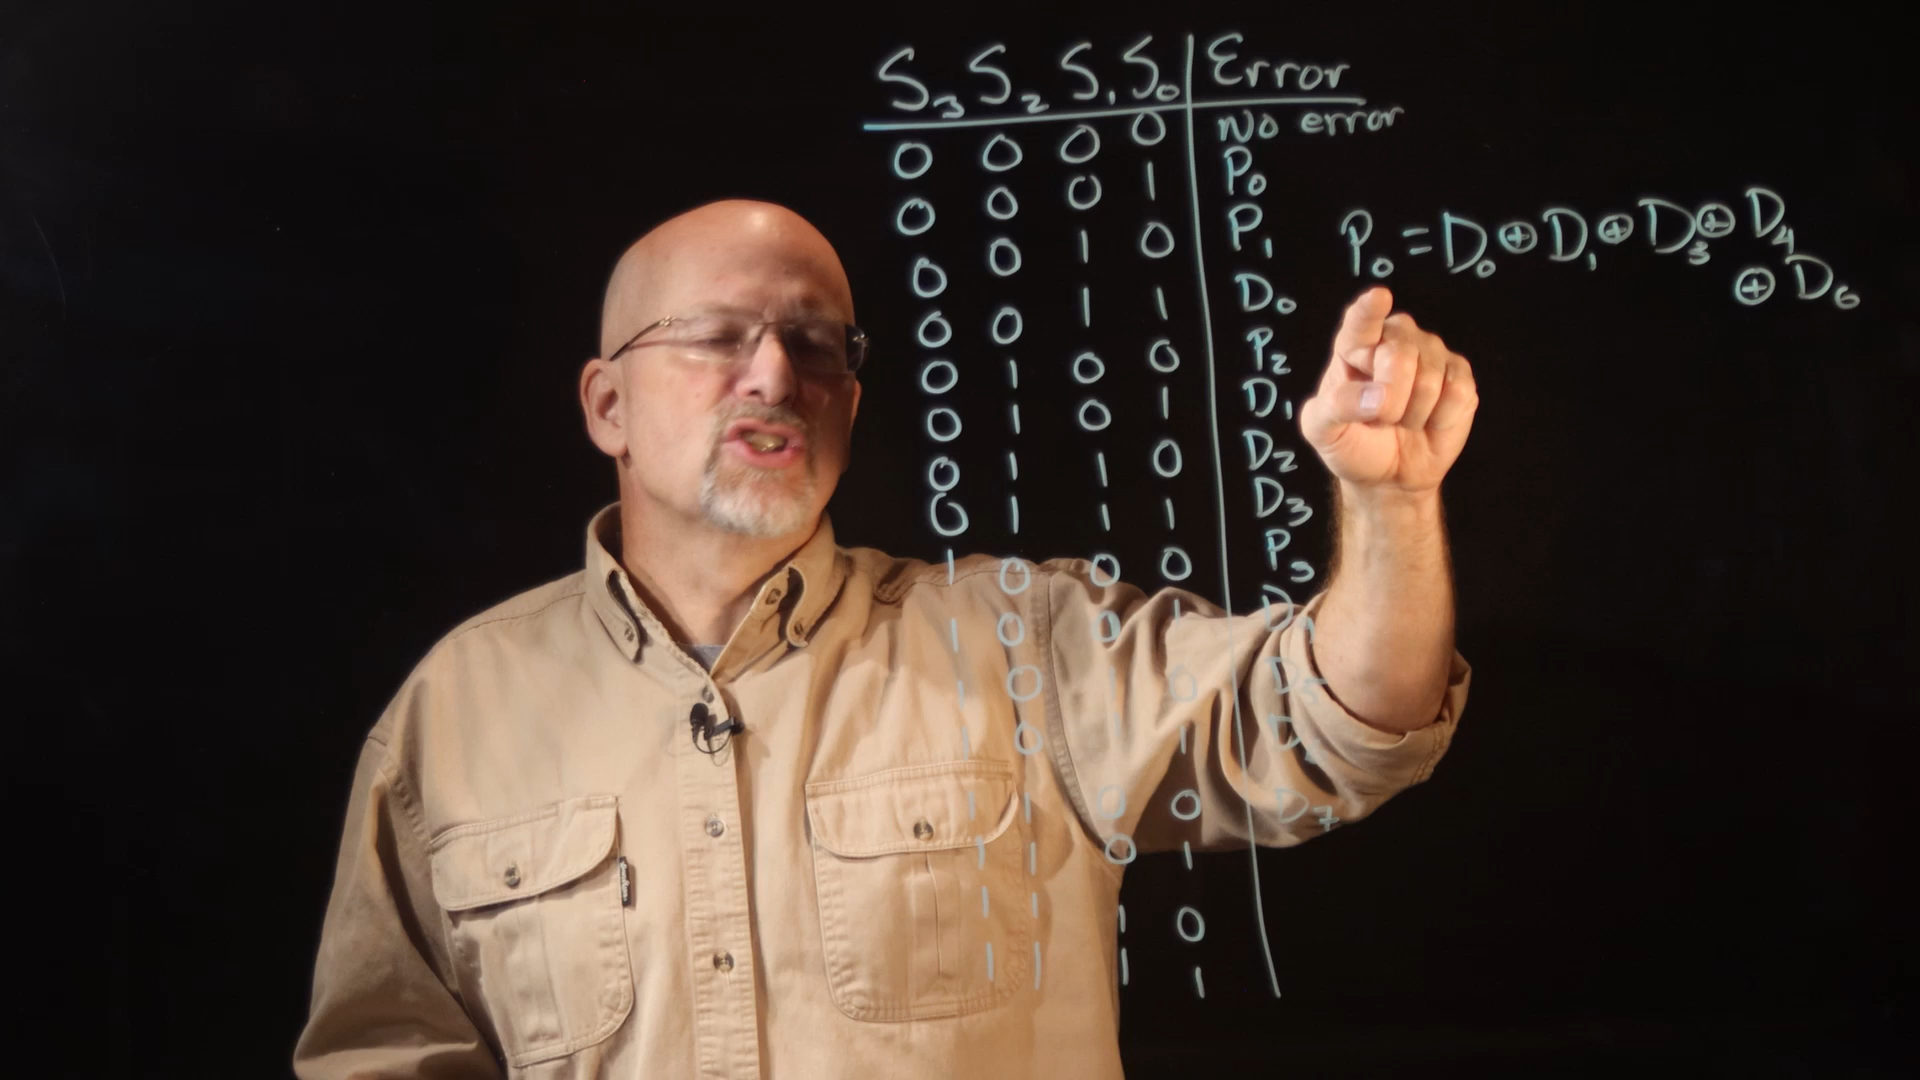 S₃ S₂ S₁ S₀ | Error
0 0 0 0 | No error
0 0 0 1 | P₀
0 0 1 0 | P₁
0 0 1 1 | D₀
0 1 0 0 | P₂
0 1 0 1 | D₁
0 1 1 0 | D₂
0 1 1 1 | D₃
1 0 0 0 | P₃
1 0 0 1 | D₄
1 0 1 0 | D₅
1 0 1 1 | D
1 1 0 0 | D₇
1 1 0 1
1 1 1 0
1 1 1 1
P₀ = D₀ ⊕ D₁ ⊕ D₃ ⊕ D₄
⊕ D₆